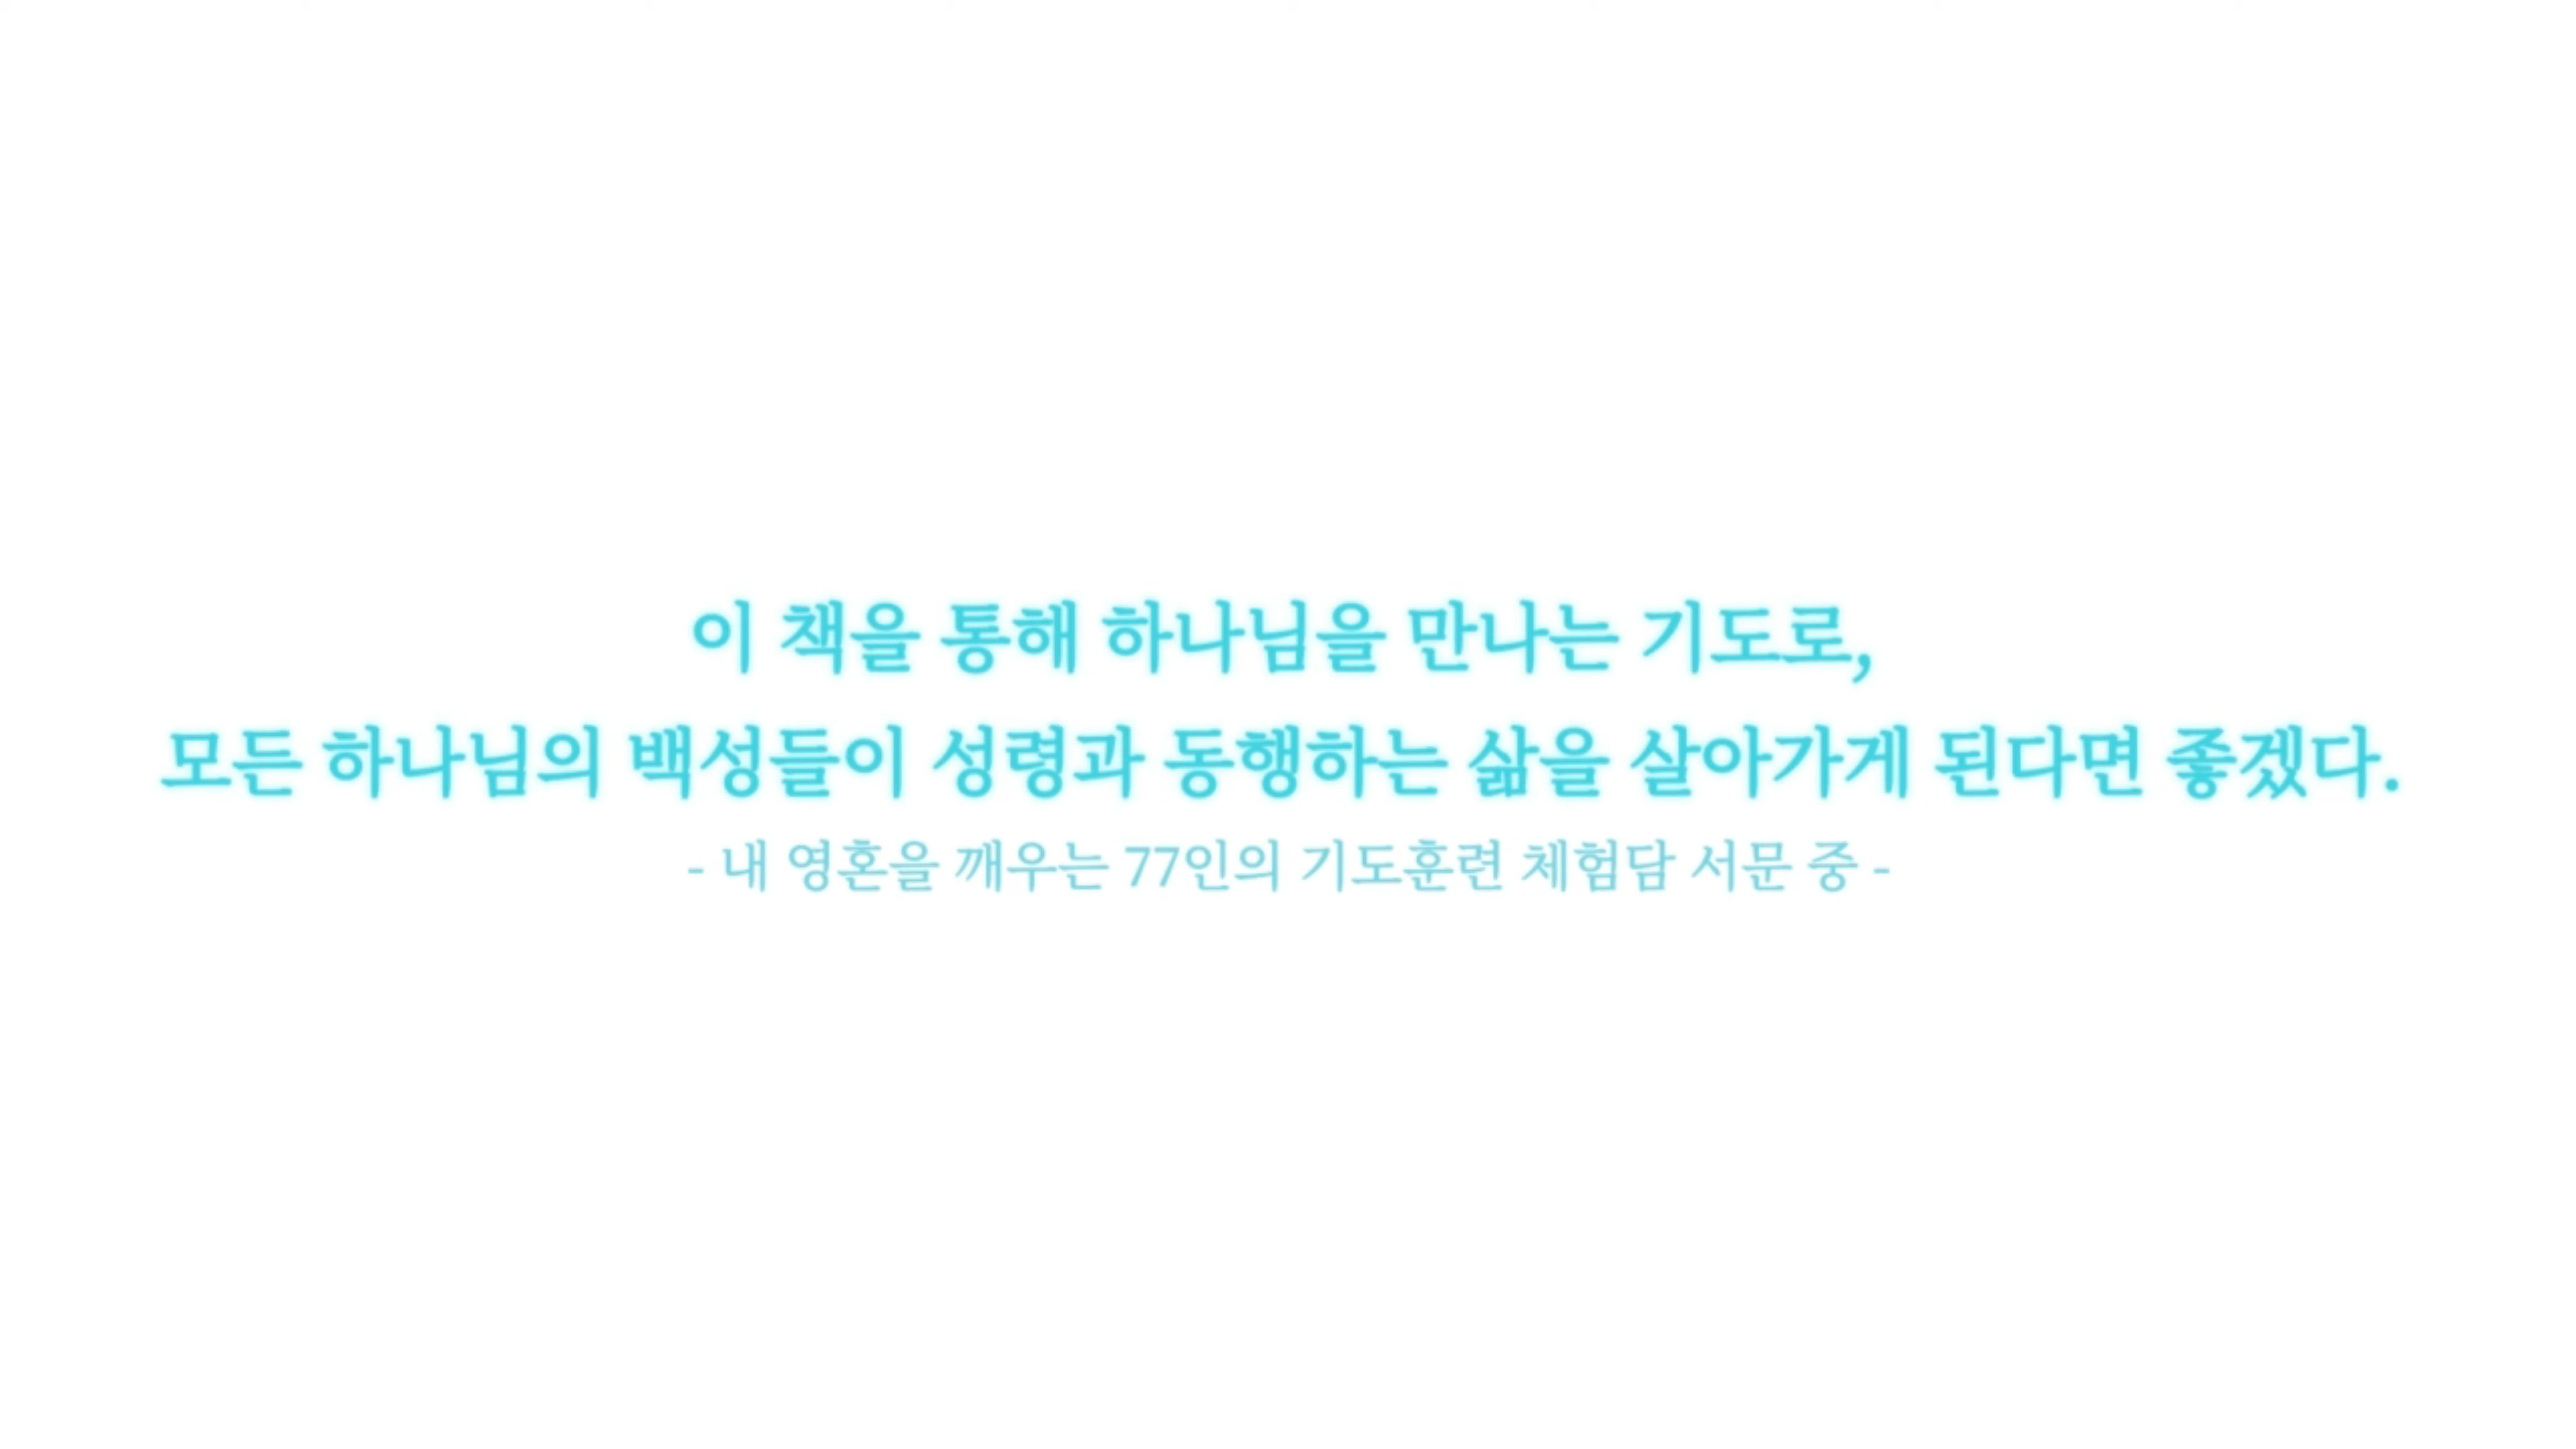 이 책을 통해 하나님을 만나는 기도로,
모든 하나님의 백성들이 성령과 동행하는 삶을 살아가게 된다면 좋겠다.
- 내 영혼을 깨우는 77인의 기도훈련 체험담 서문 중 -